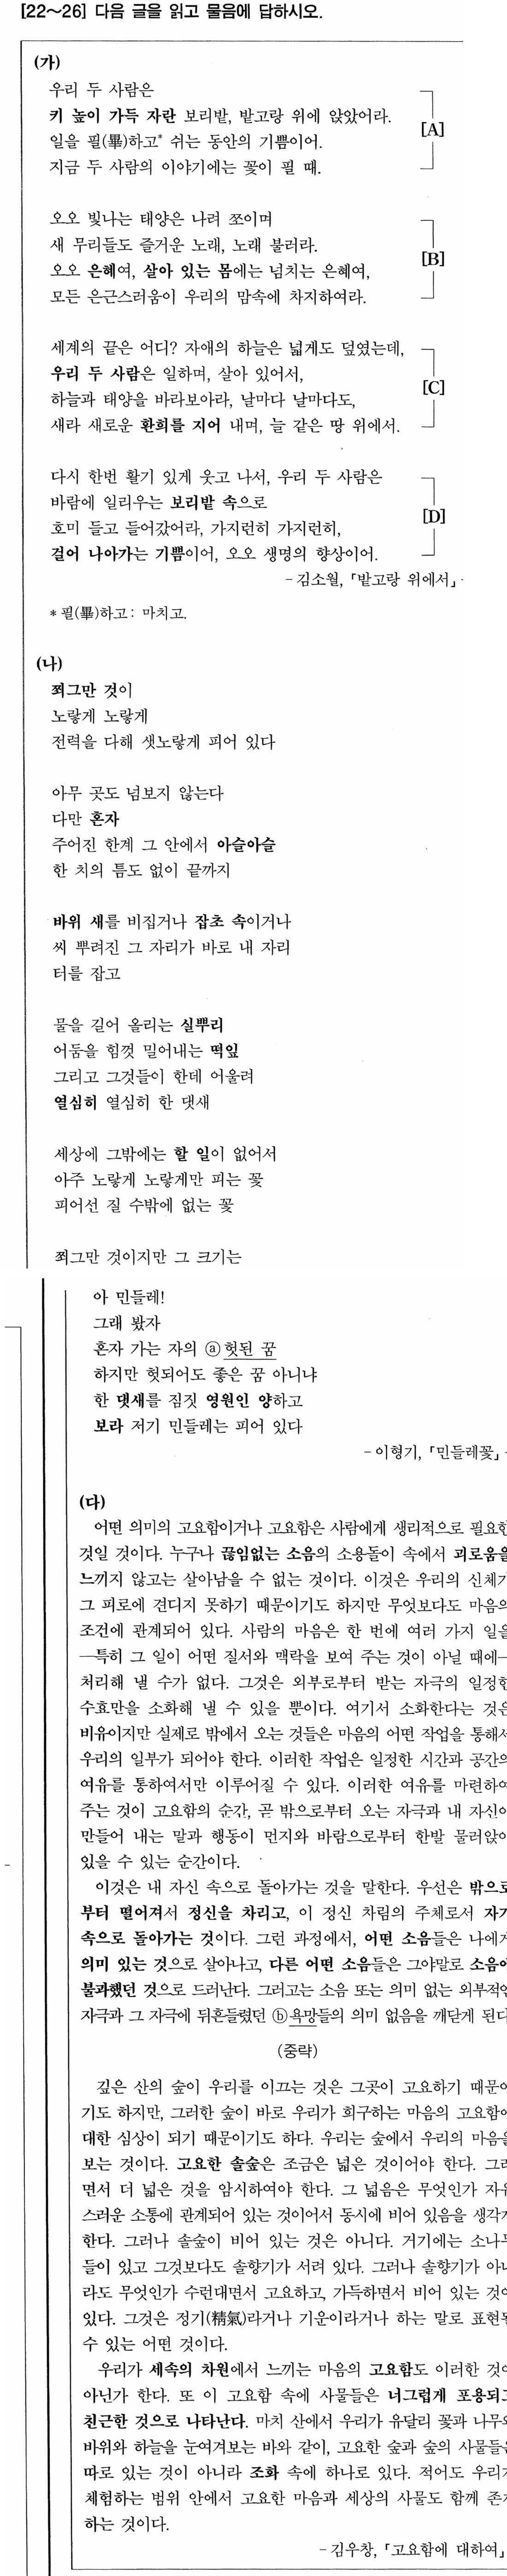 [22~26] 다음 글을 읽고 물음에 답하시오.
(가)
우리 두 사람은
키 높이 가득 자란 보리밭, 밭고랑 위에 앉았어라.
일을 필(畢)하고* 쉬는 동안의 기쁨이어.
지금 두 사람의 이야기에는 꽃이 필 때.
[A]
오오 빛나는 태양은 나려 쪼이며
새 무리들도 즐거운 노래, 노래 불러라.
오오 은혜여, 살아 있는 몸에는 넘치는 은혜여,
모든 은근스러움이 우리의 맘속에 차지하여라.
[B]
세계의 끝은 어디? 자애의 하늘은 넓게도 덮였는데,
우리 두 사람은 일하며, 살아 있어서,
하늘과 태양을 바라보아라, 날마다 날마다도,
새라 새로운 환희를 지어 내며, 늘 같은 땅 위에서.
[C]
다시 한번 활기 있게 웃고 나서, 우리 두 사람은
바람에 일리우는 보리밭 속으로
호미 들고 들어갔어라, 가지런히 가지런히,
걸어 나아가는 기쁨이어, 오오 생명의 향상이어.
[D]
- 김소월, 「밭고랑 위에서」-
* 필(畢)하고: 마치고.
(나)
쬐그만 것이
노랗게 노랗게
전력을 다해 샛노랗게 피어 있다
아무 곳도 넘보지 않는다
다만 혼자
주어진 한계 그 안에서 아슬아슬
한 치의 틈도 없이 끝까지
바위 새를 비집거나 잡초 속이거나
씨 뿌려진 그 자리가 바로 내 자리
터를 잡고
물을 길어 올리는 실뿌리
어둠을 힘껏 밀어내는 떡잎
그리고 그것들이 한데 어울려
열심히 열심히 한 댓새
세상에 그밖에는 할 일이 없어서
아주 노랗게 노랗게만 피는 꽃
피어선 질 수밖에 없는 꽃
쬐그만 것이지만 그 크기는
아 민들레!
그래 봤자
혼자 가는 자의 ⓐ헛된 꿈
하지만 헛되어도 좋은 꿈 아니냐
한 댓새를 짐짓 영원인 양하고
보라 저기 민들레는 피어 있다
- 이형기, 「민들레꽃」-
(다)
어떤 의미의 고요함이거나 고요함은 사람에게 생리적으로 필요한
것일 것이다. 누구나 끊임없는 소음의 소용돌이 속에서 괴로움을
느끼지 않고는 살아남을 수 없는 것이다. 이것은 우리의 신체가
그 피로에 견디지 못하기 때문이기도 하지만 무엇보다도 마음의
조건에 관계되어 있다. 사람의 마음은 한 번에 여러 가지 일을
―특히 그 일이 어떤 질서와 맥락을 보여 주는 것이 아닐 때에―
처리해 낼 수가 없다. 그것은 외부로부터 받는 자극의 일정한
수효만을 소화해 낼 수 있을 뿐이다. 여기서 소화한다는 것은
비유이지만 실제로 밖에서 오는 것들은 마음의 어떤 작업을 통해서
우리의 일부가 되어야 한다. 이러한 작업은 일정한 시간과 공간의
여유를 통하여서만 이루어질 수 있다. 이러한 여유를 마련하여
주는 것이 고요함의 순간, 곧 밖으로부터 오는 자극과 내 자신이
만들어 내는 말과 행동이 먼지와 바람으로부터 한발 물러앉아
있을 수 있는 순간이다.
이것은 내 자신 속으로 돌아가는 것을 말한다. 우선은 밖으로
부터 떨어져서 정신을 차리고, 이 정신 차림의 주체로서 자기
속으로 돌아가는 것이다. 그런 과정에서, 어떤 소음들은 나에게
의미 있는 것으로 살아나고, 다른 어떤 소음들은 그야말로 소음에
불과했던 것으로 드러난다. 그러고는 소음 또는 의미 없는 외부적인
자극과 그 자극에 뒤흔들렸던 ⓑ욕망들의 의미 없음을 깨닫게 된다.
(중략)
깊은 산의 숲이 우리를 이끄는 것은 그곳이 고요하기 때문이
기도 하지만, 그러한 숲이 바로 우리가 희구하는 마음의 고요함에
대한 심상이 되기 때문이기도 하다. 우리는 숲에서 우리의 마음을
보는 것이다. 고요한 솔숲은 조금은 넓은 것이어야 한다. 그러
면서 더 넓은 것을 암시하여야 한다. 그 넓음은 무엇인가 자유
스러운 소통에 관계되어 있는 것이어서 동시에 비어 있음을 생각게
한다. 그러나 솔숲이 비어 있는 것은 아니다. 거기에는 소나무
들이 있고 그것보다도 솔향기가 서려 있다. 그러나 솔향기가 아니
라도 무엇인가 수런대면서 고요하고, 가득하면서 비어 있는 것이
있다. 그것은 정기(精氣)라거나 기운이라거나 하는 말로 표현될
수 있는 어떤 것이다.
우리가 세속의 차원에서 느끼는 마음의 고요함도 이러한 것이
아닌가 한다. 또 이 고요함 속에 사물들은 너그럽게 포용되고
친근한 것으로 나타난다. 마치 산에서 우리가 유달리 꽃과 나무와
바위와 하늘을 눈여겨보는 바와 같이, 고요한 숲과 숲의 사물들은
따로 있는 것이 아니라 조화 속에 하나로 있다. 적어도 우리가
체험하는 범위 안에서 고요한 마음과 세상의 사물도 함께 존재
하는 것이다.
- 김우창, 「고요함에 대하여」